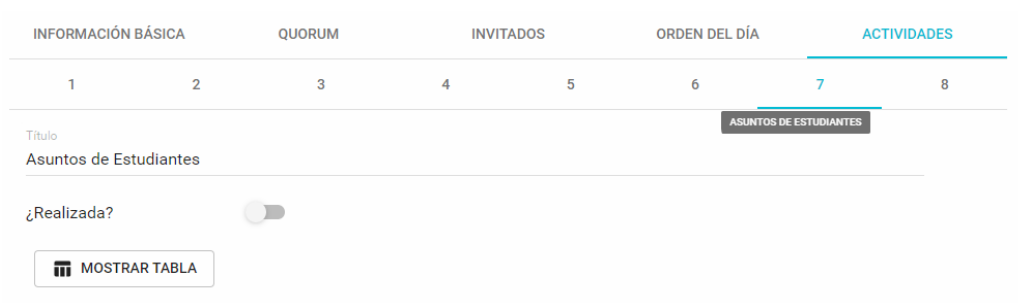 INFORMACIÓN BÁSICA QUORUM INVITADOS ORDEN DEL DÍA ACTIVIDADES
1 2 3 4 5 6 7 8
ASUNTOS DE ESTUDIANTES
Título
Asuntos de Estudiantes
¿Realizada?
MOSTRAR TABLA